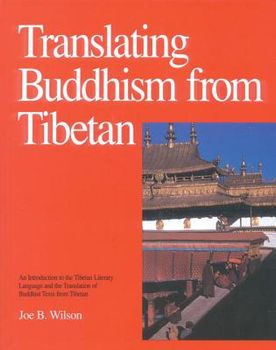 Translating
Buddhism from
Tibetan
An Introduction to the Tibetan Literary
Language and the Translation of
Buddhist Texts from Tibetan
Joe B. Wilson